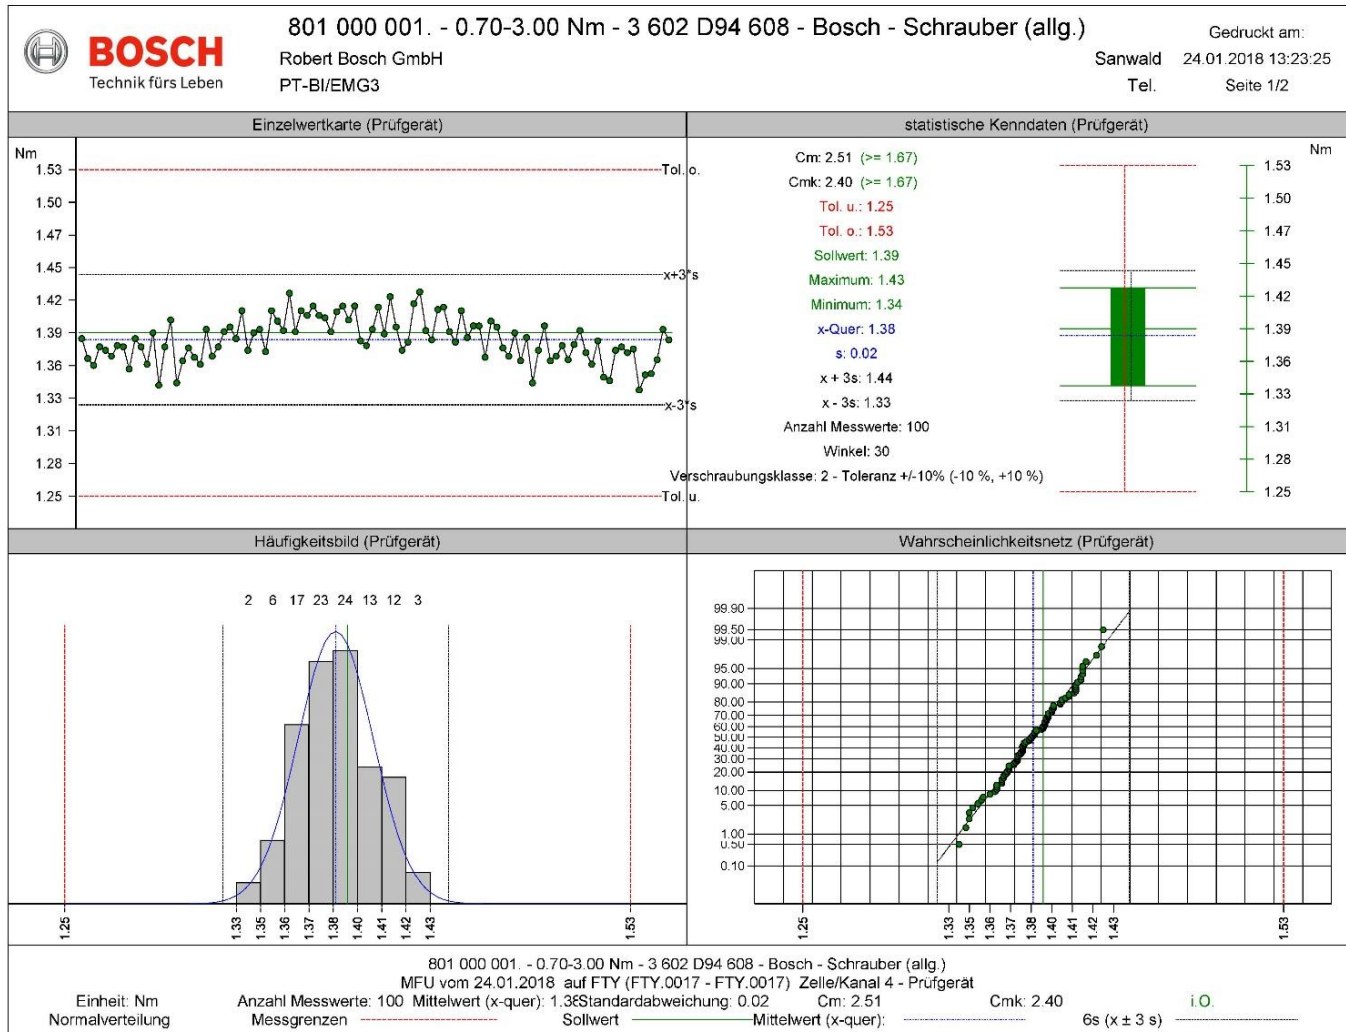 801 000 001. - 0.70-3.00 Nm - 3 602 D94 608 - Bosch - Schrauber (allg.)
BOSCH
Technik fürs Leben
Robert Bosch GmbH
PT-BI/EMG3
Sanwald
Tel.
Gedruckt am:
24.01.2018 13:23:25
Seite 1/2
Einzelwertkarte (Prüfgerät)
Nm
1.53
1.50
1.47
1.45
1.42
1.39
1.36
1.33
1.31
1.28
1.25
Tol. o.
x+3*s
x-3*s
Tol. u.
statistische Kenndaten (Prüfgerät)
Cm: 2.51 (>= 1.67)
Cmk: 2.40 (>= 1.67)
Tol. u.: 1.25
Tol. o.: 1.53
Sollwert: 1.39
Maximum: 1.43
Minimum: 1.34
x-Quer: 1.38
s: 0.02
x + 3s: 1.44
x - 3s: 1.33
Anzahl Messwerte: 100
Winkel: 30
Verschraubungsklasse: 2 - Toleranz +/-10% (-10 %, +10 %)
Nm
1.53
1.50
1.47
1.45
1.42
1.39
1.36
1.33
1.31
1.28
1.25
Häufigkeitsbild (Prüfgerät)
2 6 17 23 24 13 12 3
1.25 1.33 1.35 1.36 1.37 1.38 1.40 1.41 1.42 1.43 1.53
Wahrscheinlichkeitsnetz (Prüfgerät)
99.90
99.50
99.00
95.00
90.00
80.00
70.00
60.00
50.00
40.00
30.00
20.00
10.00
5.00
1.00
0.50
0.10
1.25 1.33 1.35 1.36 1.37 1.38 1.40 1.41 1.42 1.43 1.53
801 000 001. - 0.70-3.00 Nm - 3 602 D94 608 - Bosch - Schrauber (allg.)
MFU vom 24.01.2018 auf FTY (FTY.0017 - FTY.0017) Zelle/Kanal 4 - Prüfgerät
Einheit: Nm Anzahl Messwerte: 100 Mittelwert (x-quer): 1.38 Standardabweichung: 0.02 Cm: 2.51 Cmk: 2.40 i.O.
Normalverteilung Messgrenzen Sollwert Mittelwert (x-quer): 6s (x ± 3 s)